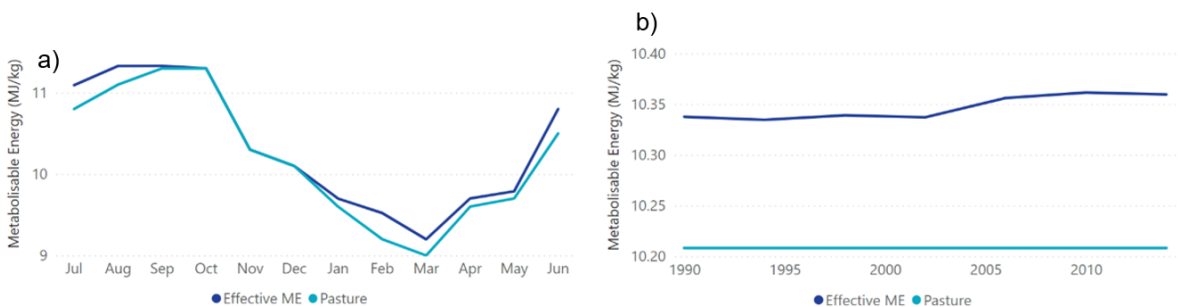 a)
Metabolisable Energy (MJ/kg)
11
10
9
Jul Aug Sep Oct Nov Dec Jan Feb Mar Apr May Jun
Effective ME Pasture
b)
Metabolisable Energy (MJ/kg)
10.40
10.35
10.30
10.25
10.20
1990 1995 2000 2005 2010
Effective ME Pasture